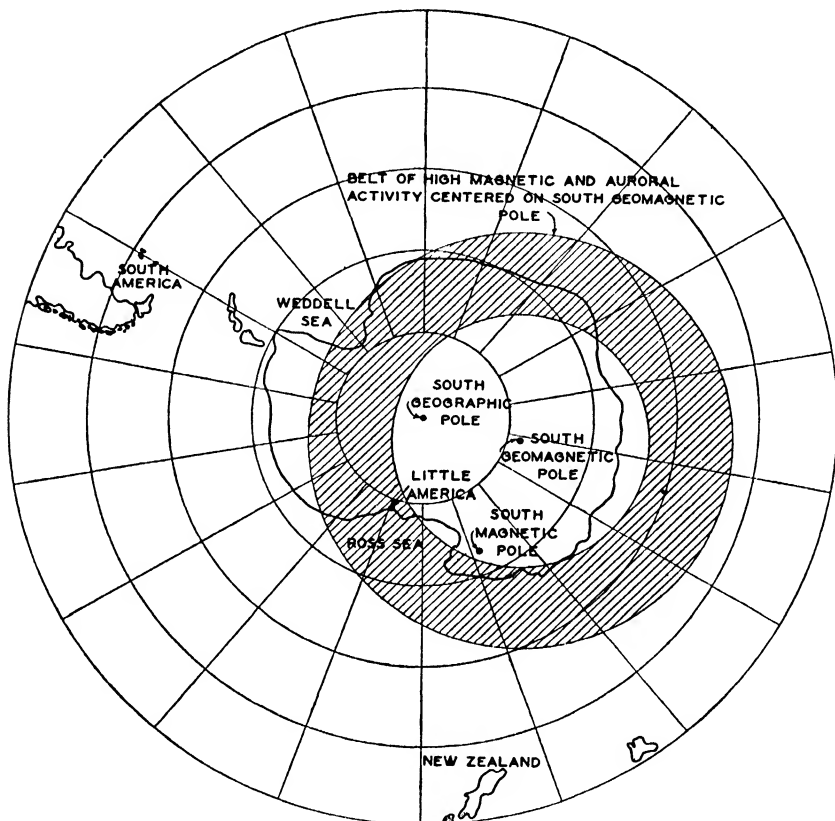 BELT OF HIGH MAGNETIC AND AURORAL
ACTIVITY CENTERED ON SOUTH GEOMAGNETIC
POLE
SOUTH
AMERICA
WEDDELL
SEA
SOUTH
GEOGRAPHIC
POLE
SOUTH
GEOMAGNETIC
POLE
LITTLE
AMERICA
SOUTH
MAGNETIC
POLE
ROSS SEA
NEW ZEALAND